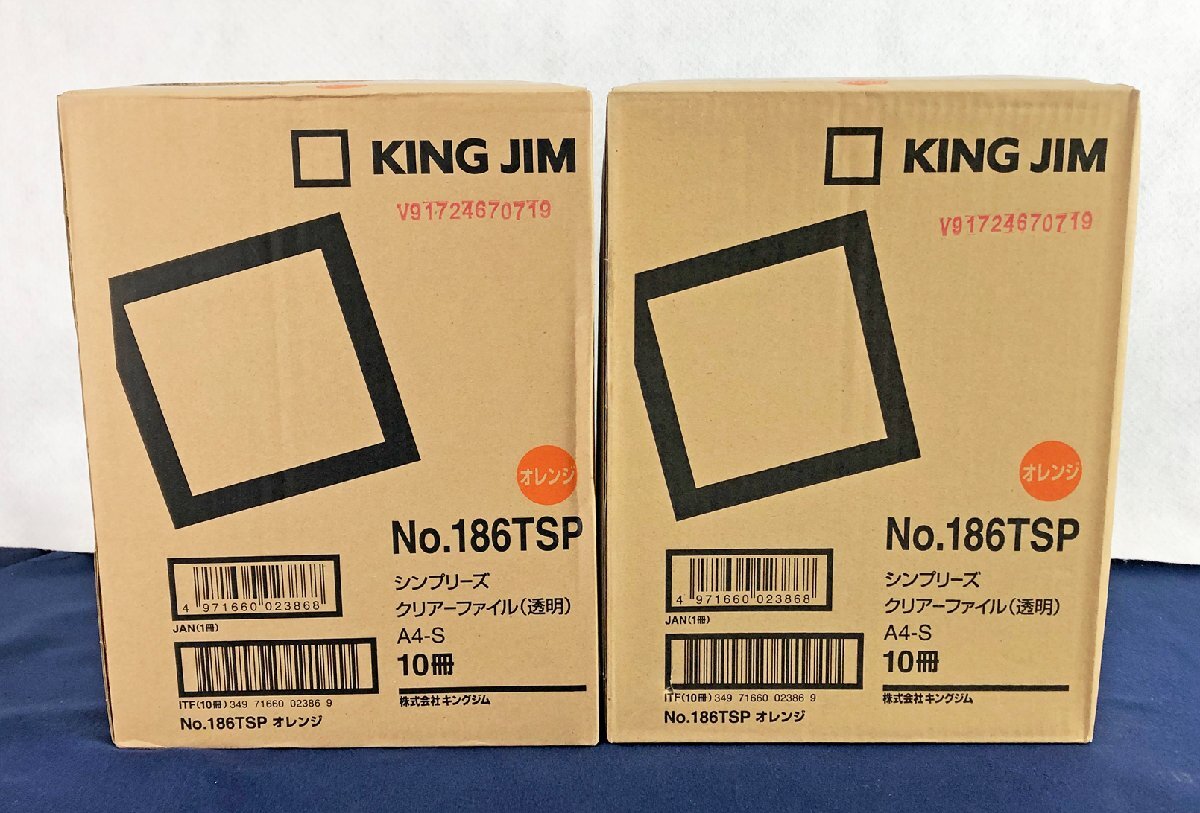 KING JIM
V91724670719
オレンジ
No.186TSP
シンプリーズ
クリアーファイル(透明)
A4-S
10冊
株式会社キングジム
4 971660 023868
JAN(1冊)
ITF(10冊)349 71660 02386 9
No.186TSP オレンジ
KING JIM
V91724670719
オレンジ
No.186TSP
シンプリーズ
クリアーファイル(透明)
A4-S
10冊
株式会社キングジム
4 971660 023868
JAN(1冊)
ITF(10冊)349 71660 02386 9
No.186TSP オレンジ